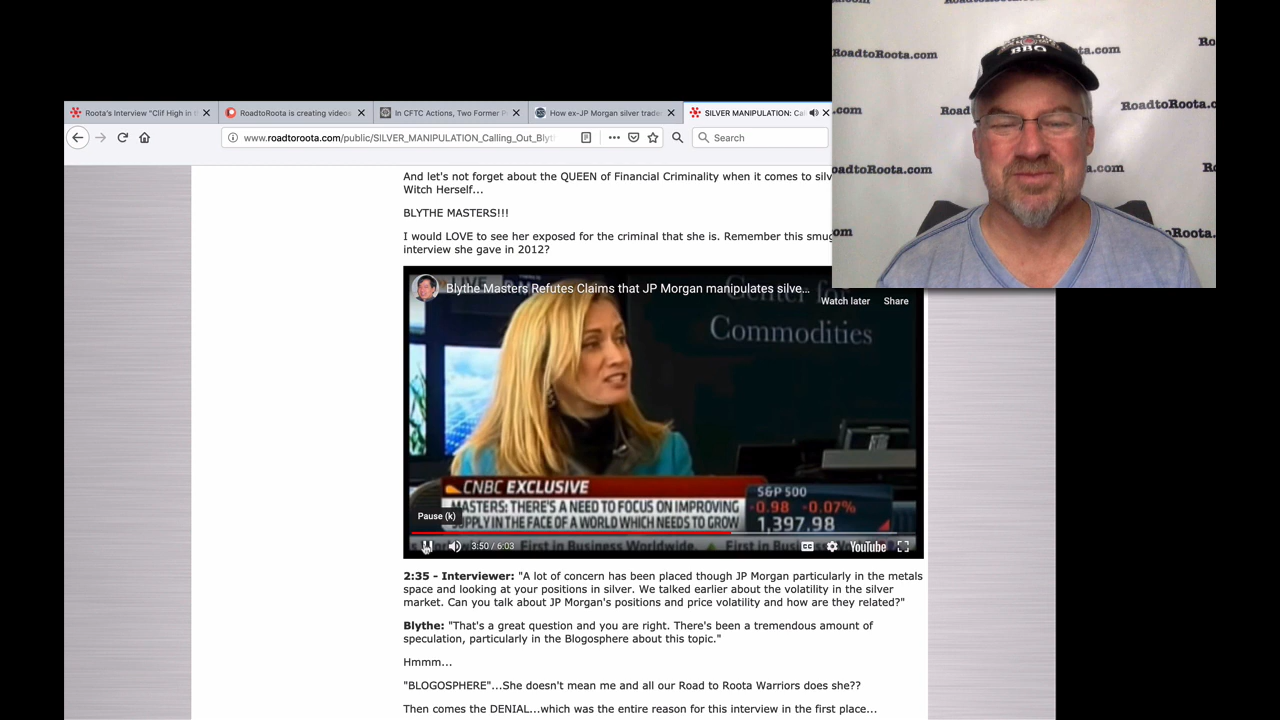 RoadtoRoota.com
Roota's Interview "Clif High in
RoadtoRoota is creating videos
In CFTC Actions, Two Former
How ex-JP Morgan silver trade
SILVER MANIPULATION: Ca
www.roadtoroota.com/public/SILVER_MANIPULATION_Calling_Out_Blyt
Search
And let's not forget about the QUEEN of Financial Criminality when it comes to silv
Witch Herself...
BLYTHE MASTERS!!!
I would LOVE to see her exposed for the criminal that she is. Remember this smug
interview she gave in 2012?
Blythe Masters Refutes Claims that JP Morgan manipulates silve...
Watch later
Share
Center for
Commodities
CNBC EXCLUSIVE
MASTERS: THERE'S A NEED TO FOCUS ON IMPROVING
SUPPLY IN THE FACE OF A WORLD WHICH NEEDS TO GROW
S&P 500
-0.98 -0.07%
1,397.98
Pause (k)
3:50 / 6:03
First in Business Worldwide.
CC
YouTube
2:35 - Interviewer: "A lot of concern has been placed though JP Morgan particularly in the metals
space and looking at your positions in silver. We talked earlier about the volatility in the silver
market. Can you talk about JP Morgan's positions and price volatility and how are they related?"
Blythe: "That's a great question and you are right. There's been a tremendous amount of
speculation, particularly in the Blogosphere about this topic."
Hmmm...
"BLOGOSPHERE"...She doesn't mean me and all our Road to Roota Warriors does she??
Then comes the DENIAL...which was the entire reason for this interview in the first place...
BBQ
RoadtoRoota.com
RoadtoRoota.com